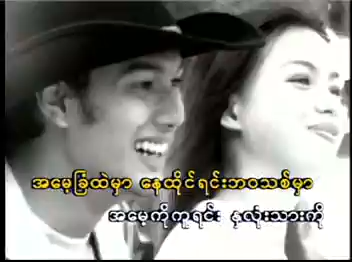 အမေ့ခြံထဲမှာ နေထိုင်ရင်းဘဝသစ်မှာ
အမေ့ကိုကူရင်း နှလုံးသားကို